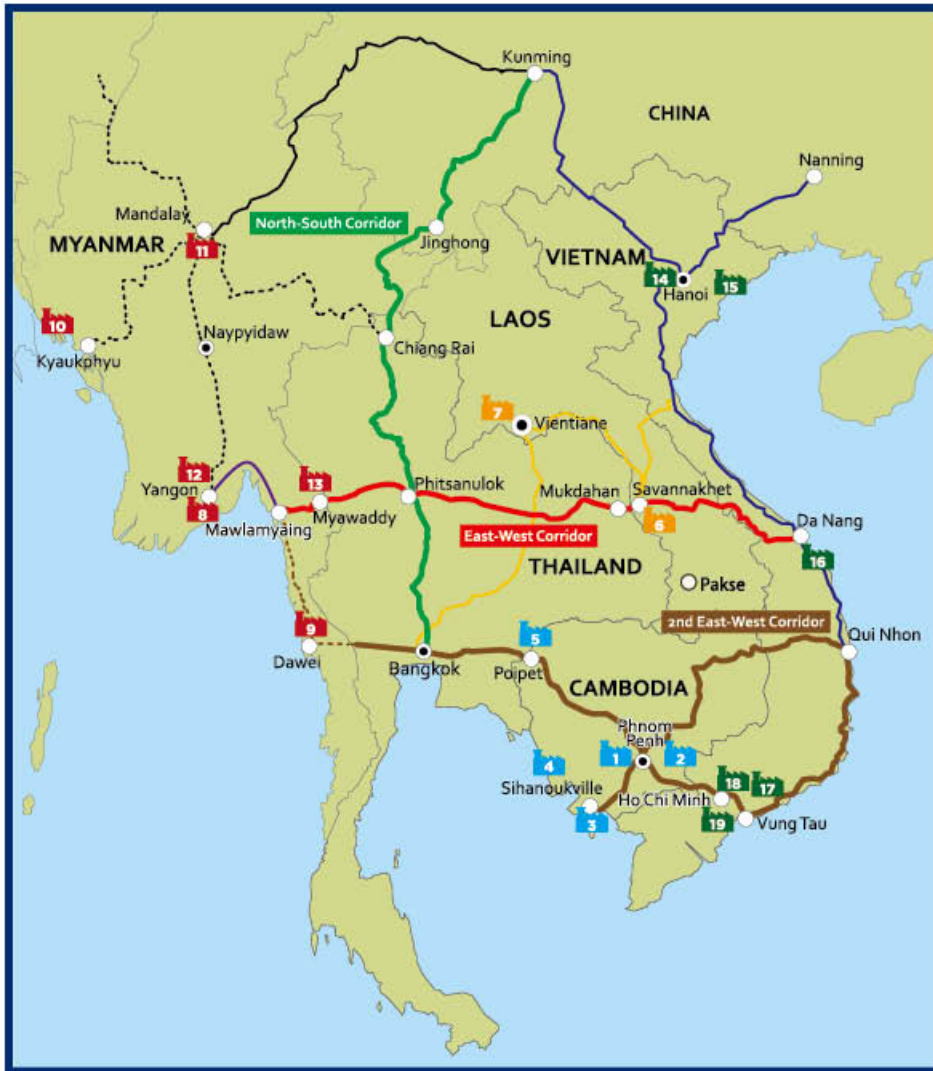 Kunming
CHINA
Nanning
Mandalay
North-South Corridor
MYANMAR
11
Jinghong
VIETNAM
14
Hanoi
15
10
LAOS
Kyaukphyu
Naypyidaw
Chiang Rai
7
Vientiane
12
13
Phitsanulok
Mukdahan
Savannakhet
Yangon
8
Mawlamyaing
Myawaddy
East-West Corridor
6
Da Nang
16
THAILAND
Pakse
9
5
2nd East-West Corridor
Qui Nhon
Dawei
Bangkok
Poipet
CAMBODIA
Phnom
Penh
4
1
2
Sihanoukville
18
17
Ho Chi Minh
3
19
Vung Tau